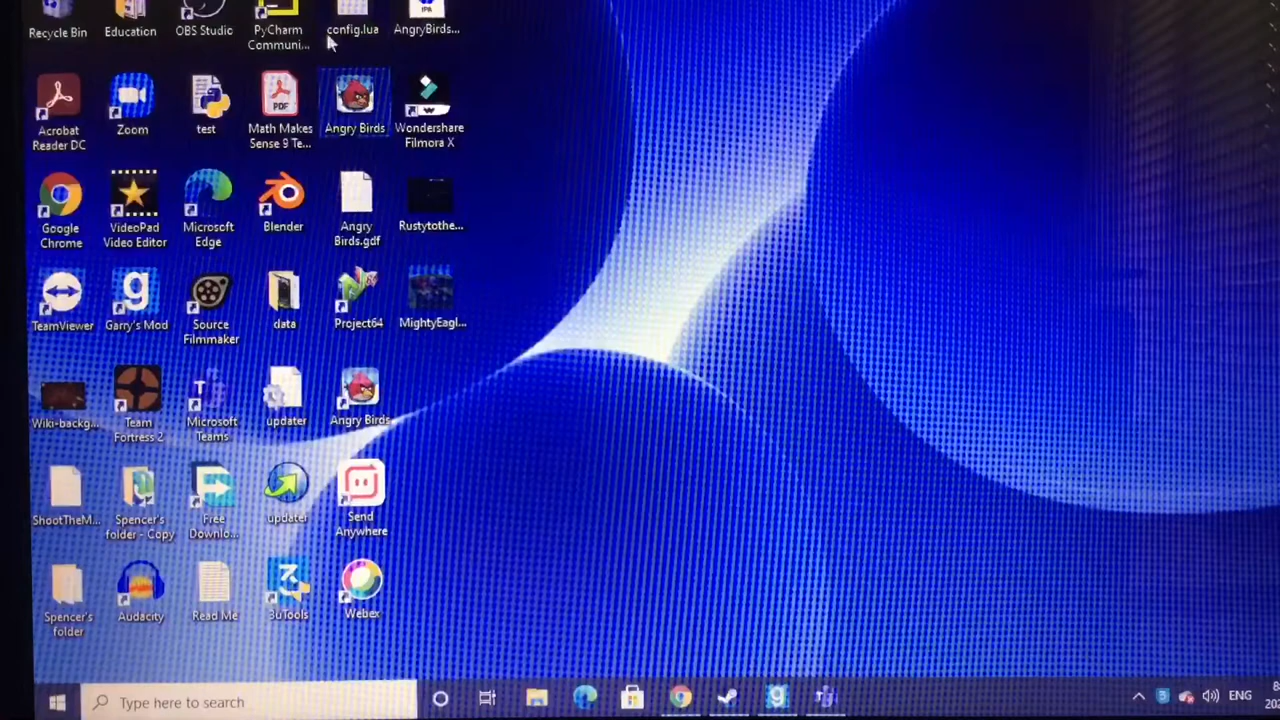 Recycle Bin
Education
OBS Studio
PyCharm
Communi...
config.lua
IPA
AngryBirds...
Acrobat
Reader DC
Zoom
test
PDF
Math Makes
Sense 9 Te...
Angry Birds
Wondershare
Filmora X
Google
Chrome
VideoPad
Video Editor
Microsoft
Edge
Blender
Angry
Birds.gdf
Rustytothe...
TeamViewer
g
Garry's Mod
Source
Filmmaker
data
Project64
MightyEagl...
Wiki-backg...
Team
Fortress 2
Microsoft
Teams
updater
Angry Birds
ShootTheM...
Spencer's
folder - Copy
Free
Downlo...
updater
Send
Anywhere
Spencer's
folder
Audacity
Read Me
3uTools
Webex
Type here to search
g
ENG